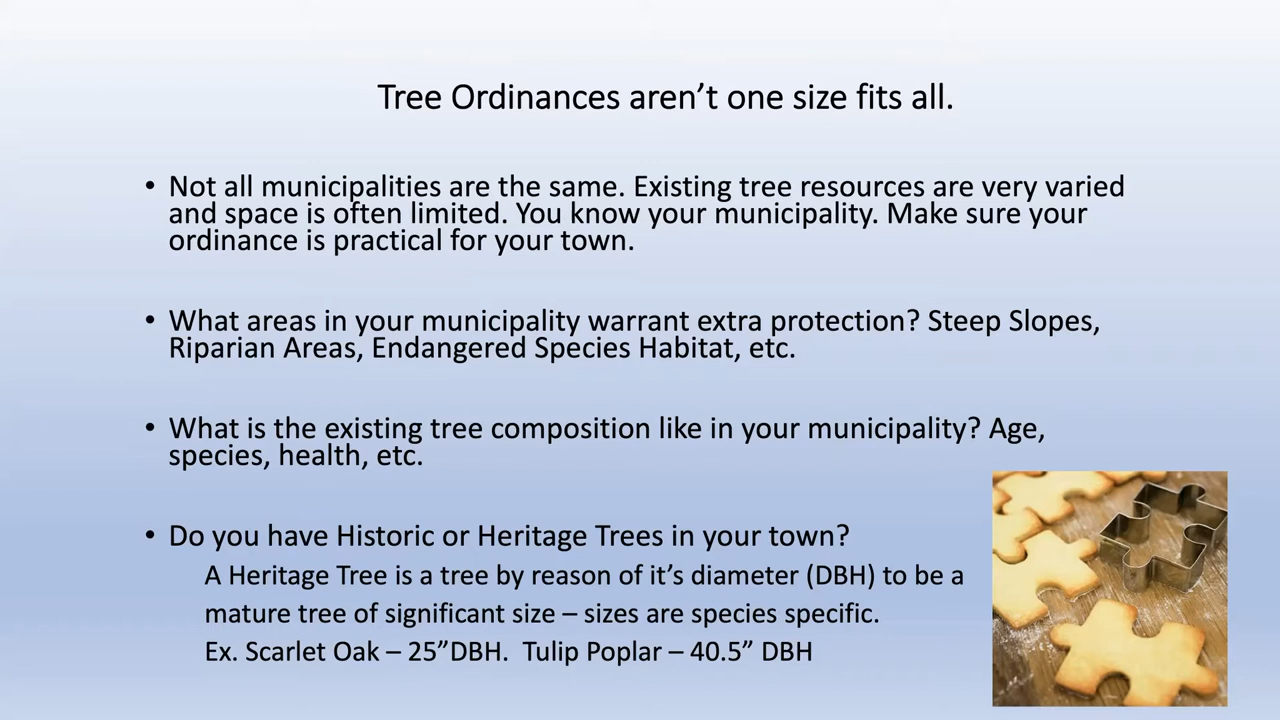 Tree Ordinances aren’t one size fits all.
• Not all municipalities are the same. Existing tree resources are very varied
and space is often limited. You know your municipality. Make sure your
ordinance is practical for your town.
• What areas in your municipality warrant extra protection? Steep Slopes,
Riparian Areas, Endangered Species Habitat, etc.
• What is the existing tree composition like in your municipality? Age,
species, health, etc.
• Do you have Historic or Heritage Trees in your town?
A Heritage Tree is a tree by reason of it’s diameter (DBH) to be a
mature tree of significant size – sizes are species specific.
Ex. Scarlet Oak – 25”DBH.  Tulip Poplar – 40.5” DBH